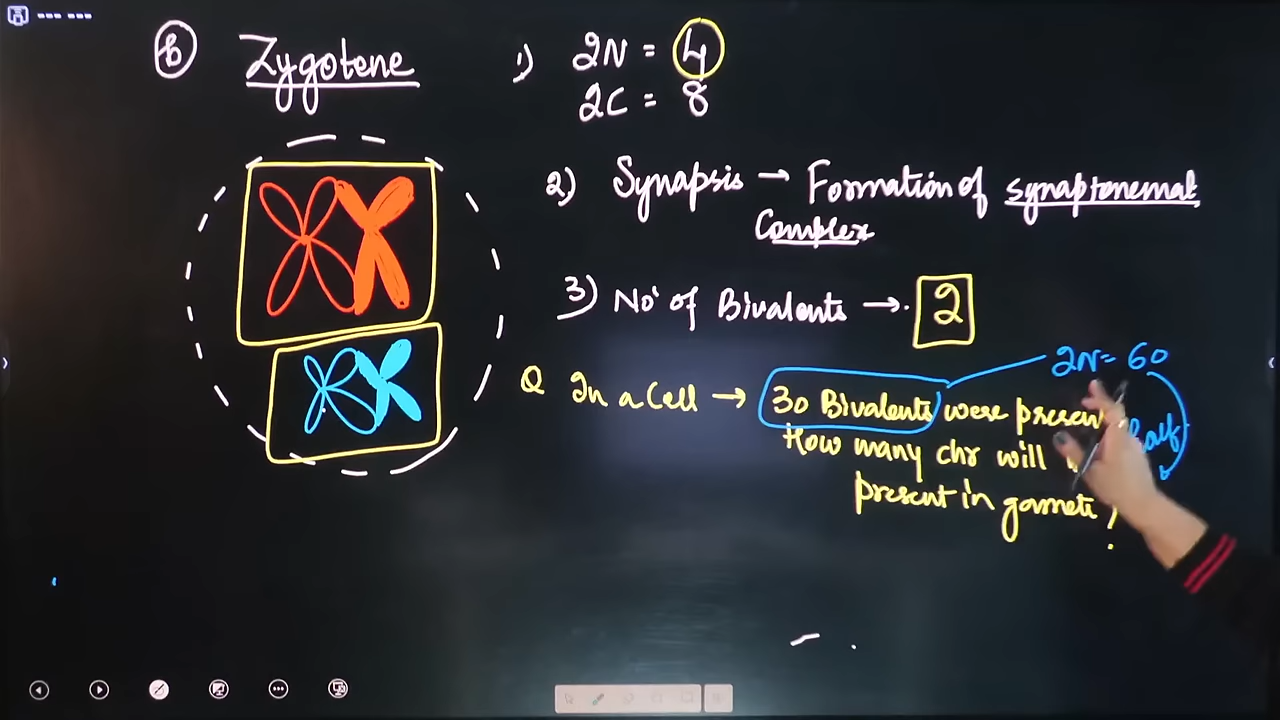 b Zygotene
1) 2N = 4
2C = 8
2) Synapsis → Formation of synaptonemal
Complex
3) No. of Bivalents → 2
2N = 60
Q In a Cell → 30 Bivalents were present
half
How many chr will
present in gamete?